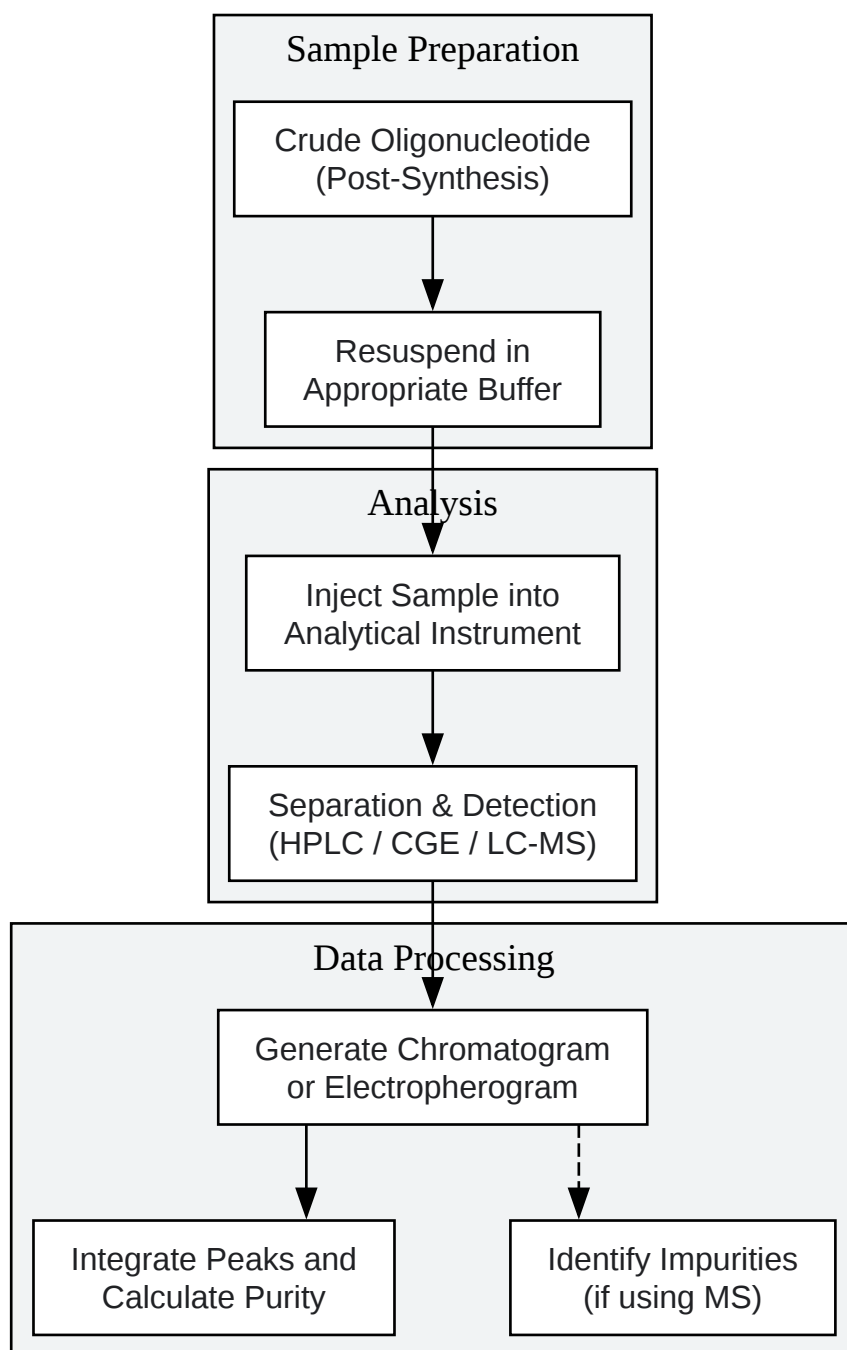 Sample Preparation
Crude Oligonucleotide
(Post-Synthesis)
Resuspend in
Appropriate Buffer
Analysis
Inject Sample into
Analytical Instrument
Separation & Detection
(HPLC / CGE / LC-MS)
Data Processing
Generate Chromatogram
or Electropherogram
Integrate Peaks and
Calculate Purity
Identify Impurities
(if using MS)